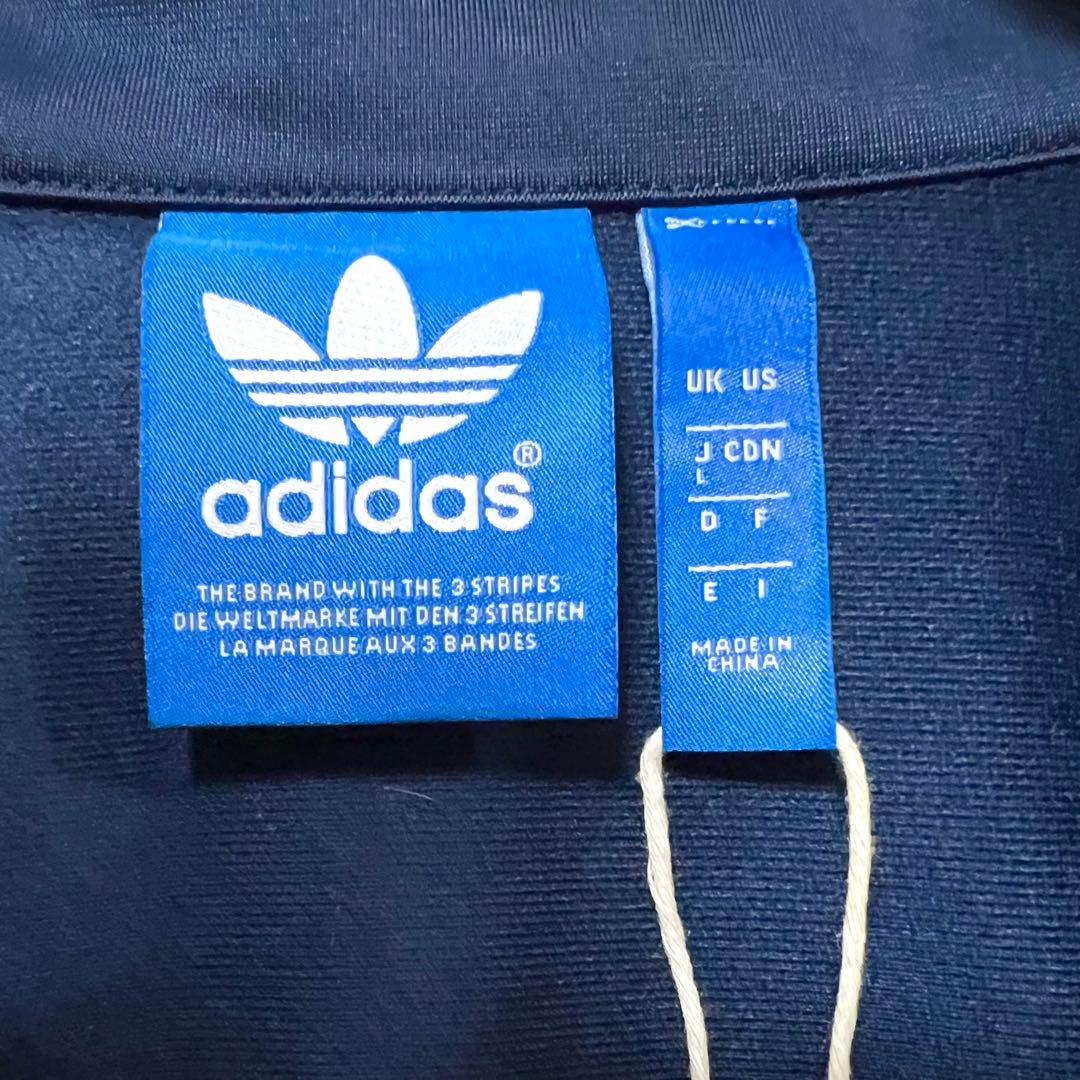 adidas®
THE BRAND WITH THE 3 STRIPES
DIE WELTMARKE MIT DEN 3 STREIFEN
LA MARQUE AUX 3 BANDES
UK US
J CDN
L
D F
E I
MADE IN
CHINA